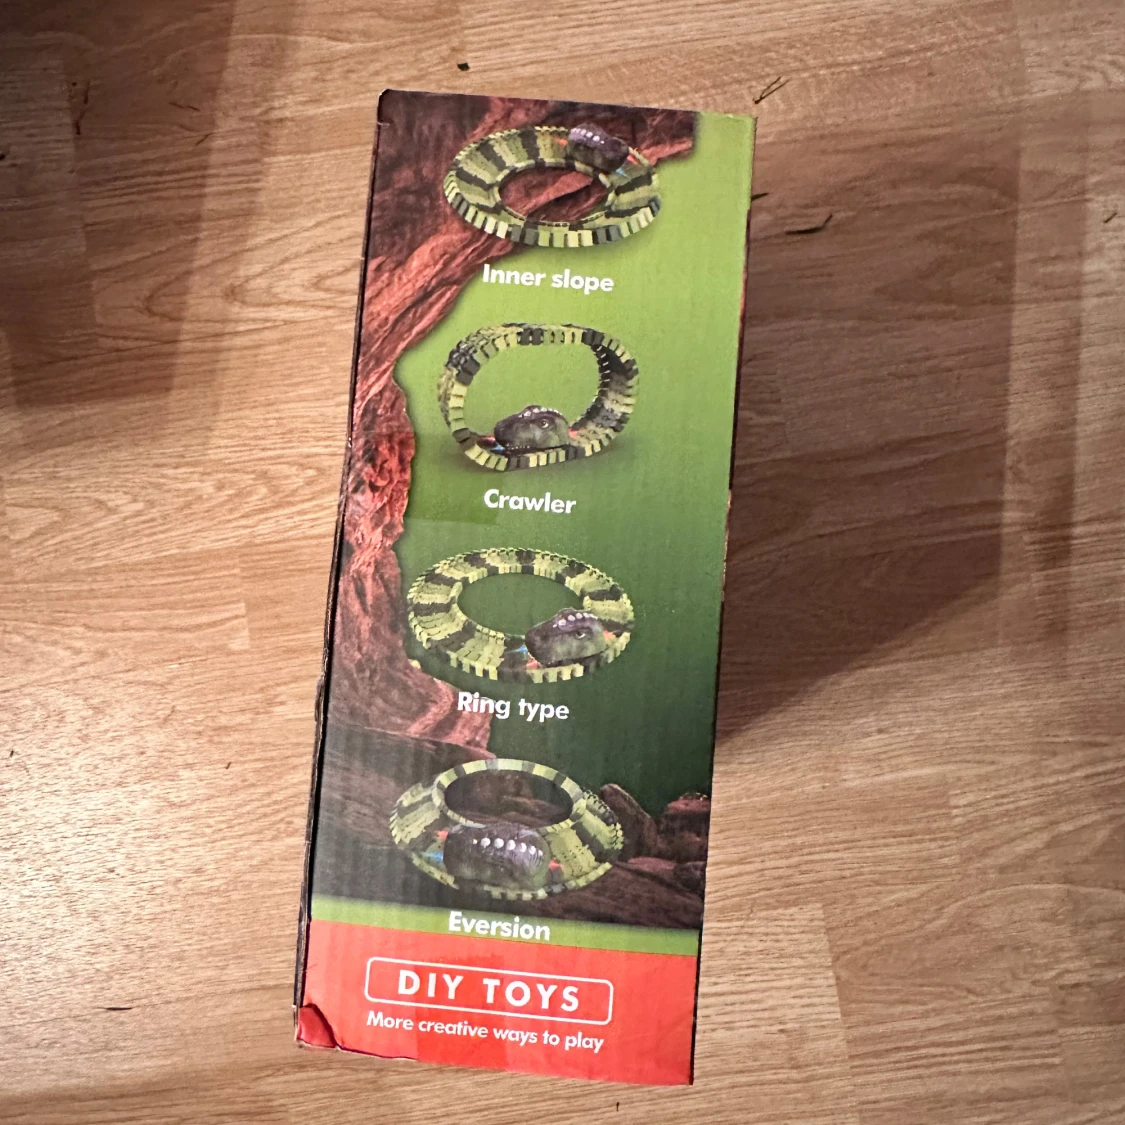 Inner slope
Crawler
Ring type
Eversion
DIY TOYS
More creative ways to play